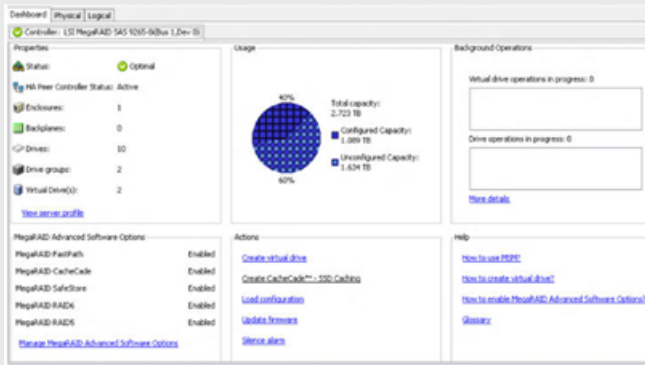 Dashboard Physical Logical
Controller: LSI MegaRAID SAS 9265-8i(Bus 1,Dev 0)
Properties
Status: Optimal
HA Peer Controller Status: Active
Enclosures: 1
Backplanes: 0
Drives: 10
Drive groups: 2
Virtual Drive(s): 2
View server profile
Usage
40%
60%
Total capacity:
2.723 TB
Configured Capacity:
1.089 TB
Unconfigured Capacity:
1.634 TB
Background Operations
Virtual drive operations in progress: 0
Drive operations in progress: 0
More details
MegaRAID Advanced Software Options
MegaRAID FastPath Enabled
MegaRAID CacheCade Enabled
MegaRAID SafeStore Enabled
MegaRAID RAID6 Enabled
MegaRAID RAID5 Enabled
Manage MegaRAID Advanced Software Options
Actions
Create virtual drive
Create CacheCade™ - SSD Caching
Load configuration
Update firmware
Silence alarm
Help
How to use MSM?
How to create virtual drive?
How to enable MegaRAID Advanced Software Options?
Glossary